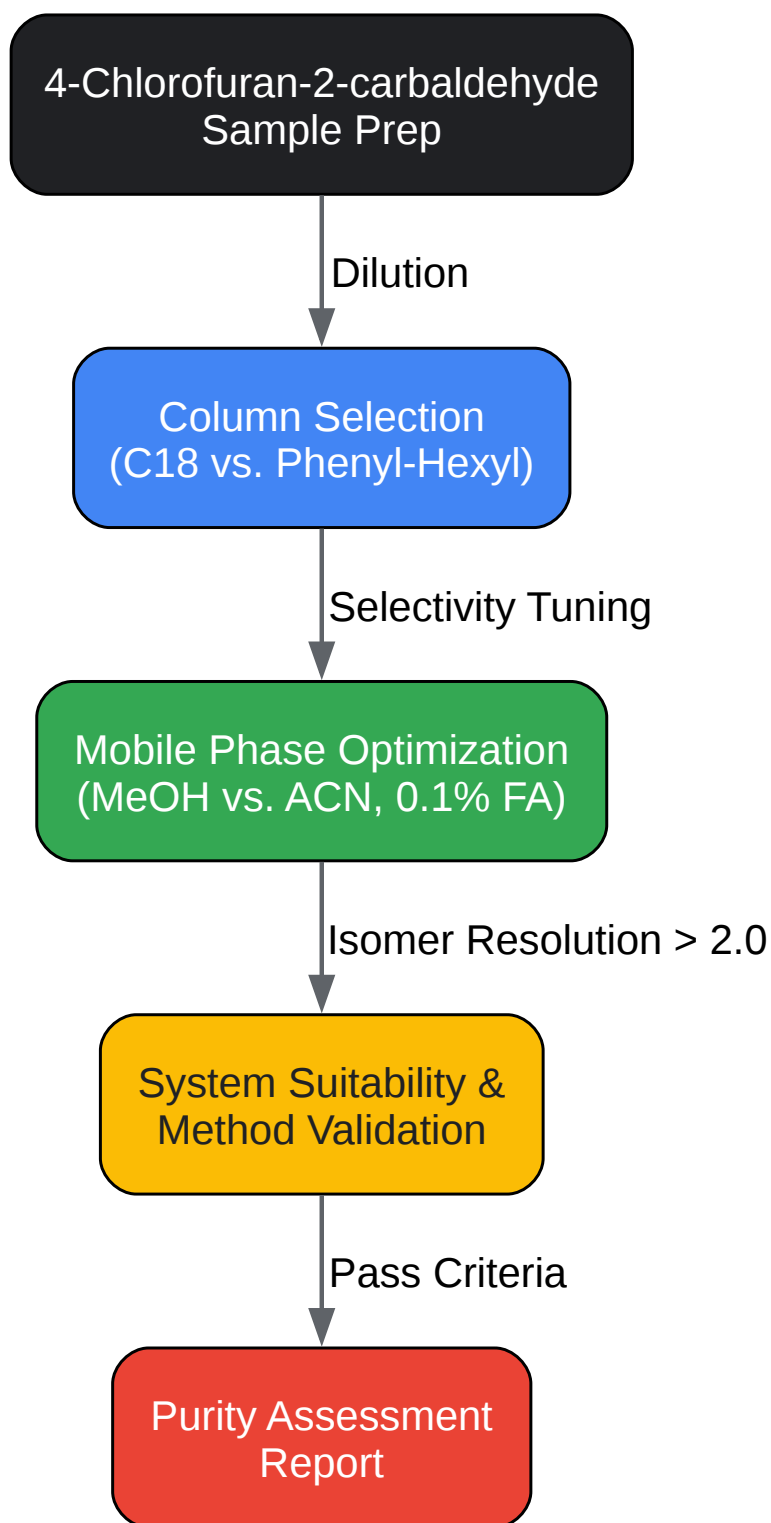 4-Chlorofuran-2-carbaldehyde
Sample Prep
Dilution
Column Selection
(C18 vs. Phenyl-Hexyl)
Selectivity Tuning
Mobile Phase Optimization
(MeOH vs. ACN, 0.1% FA)
Isomer Resolution > 2.0
System Suitability &
Method Validation
Pass Criteria
Purity Assessment
Report